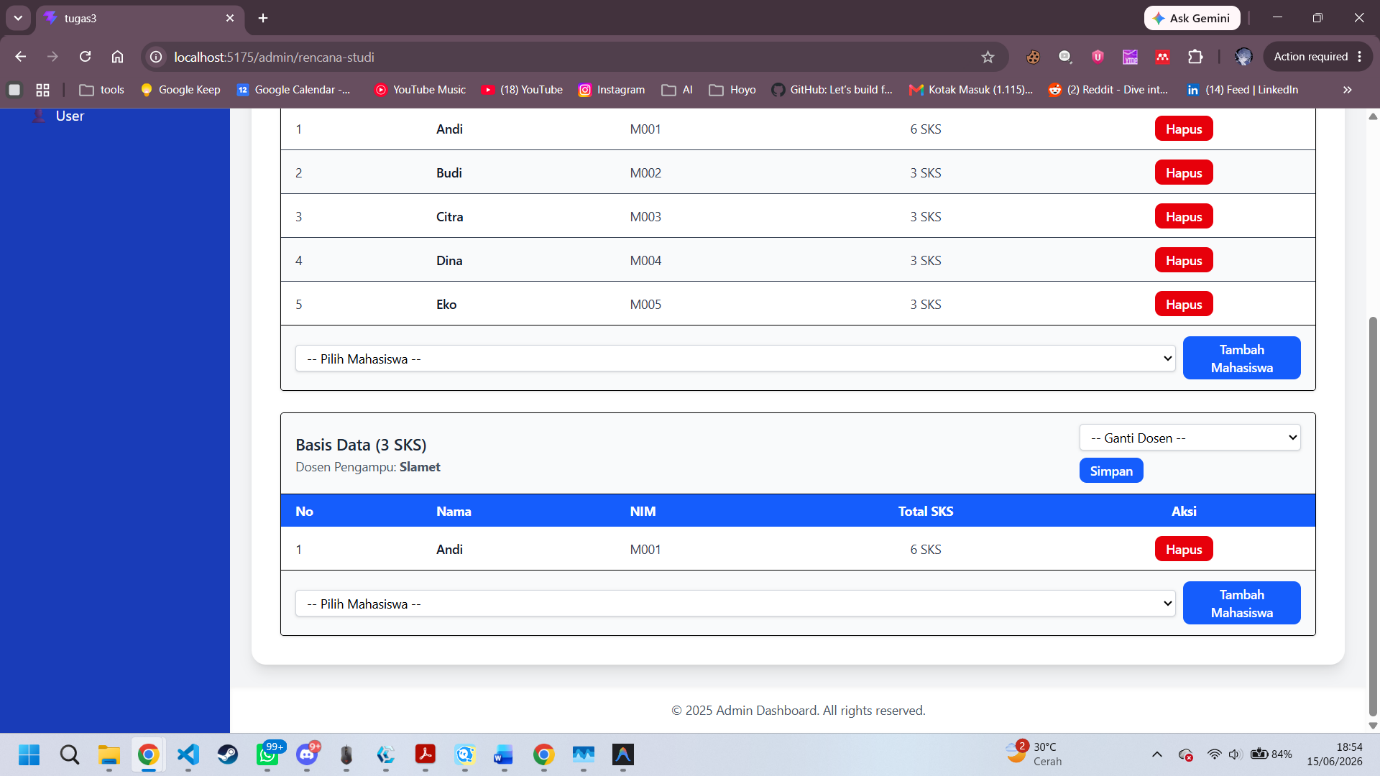 tugas3
Ask Gemini
localhost:5175/admin/rencana-studi
Action required
tools
Google Keep
12 Google Calendar -...
YouTube Music
(18) YouTube
Instagram
AI
Hoyo
GitHub: Let's build f...
Kotak Masuk (1.115)...
(2) Reddit - Dive int...
in (14) Feed | LinkedIn
User
1 Andi M001 6 SKS Hapus
2 Budi M002 3 SKS Hapus
3 Citra M003 3 SKS Hapus
4 Dina M004 3 SKS Hapus
5 Eko M005 3 SKS Hapus
-- Pilih Mahasiswa --
Tambah
Mahasiswa
Basis Data (3 SKS)
Dosen Pengampu: Slamet
-- Ganti Dosen --
Simpan
No Nama NIM Total SKS Aksi
1 Andi M001 6 SKS Hapus
-- Pilih Mahasiswa --
Tambah
Mahasiswa
© 2025 Admin Dashboard. All rights reserved.
99+
9+
2
30°C
Cerah
84%
18:54
15/06/2026